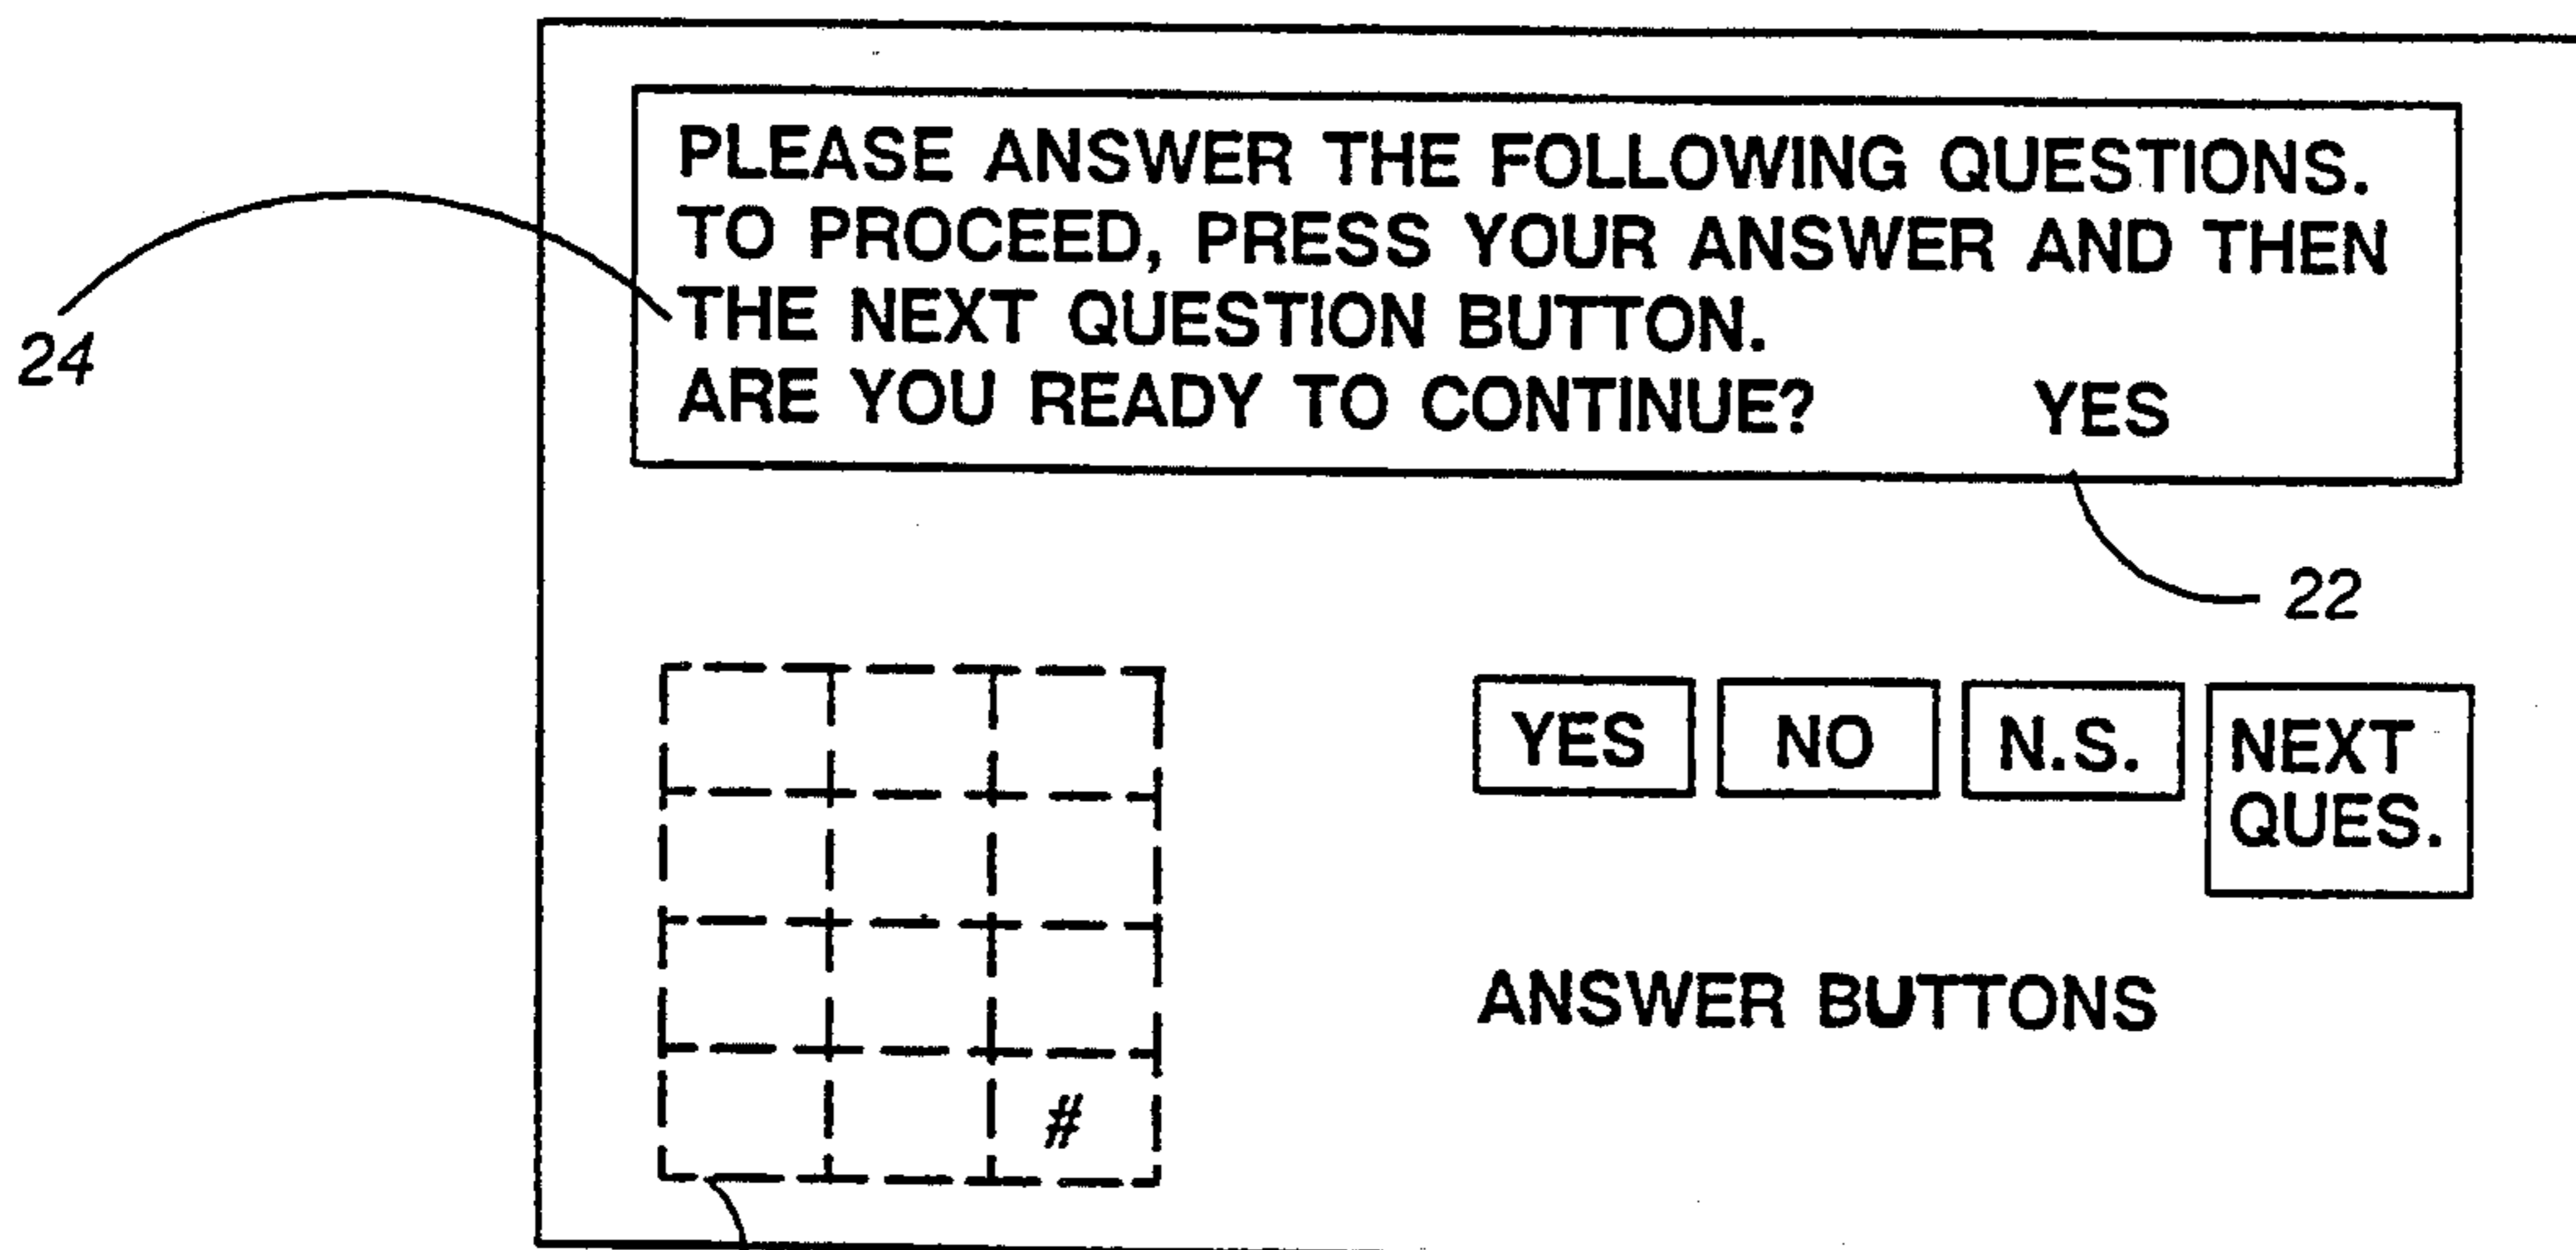 PLEASE ANSWER THE FOLLOWING QUESTIONS.
TO PROCEED, PRESS YOUR ANSWER AND THEN
THE NEXT QUESTION BUTTON.
ARE YOU READY TO CONTINUE? YES
24
22
YES NO N.S. NEXT
QUES.
ANSWER BUTTONS
#